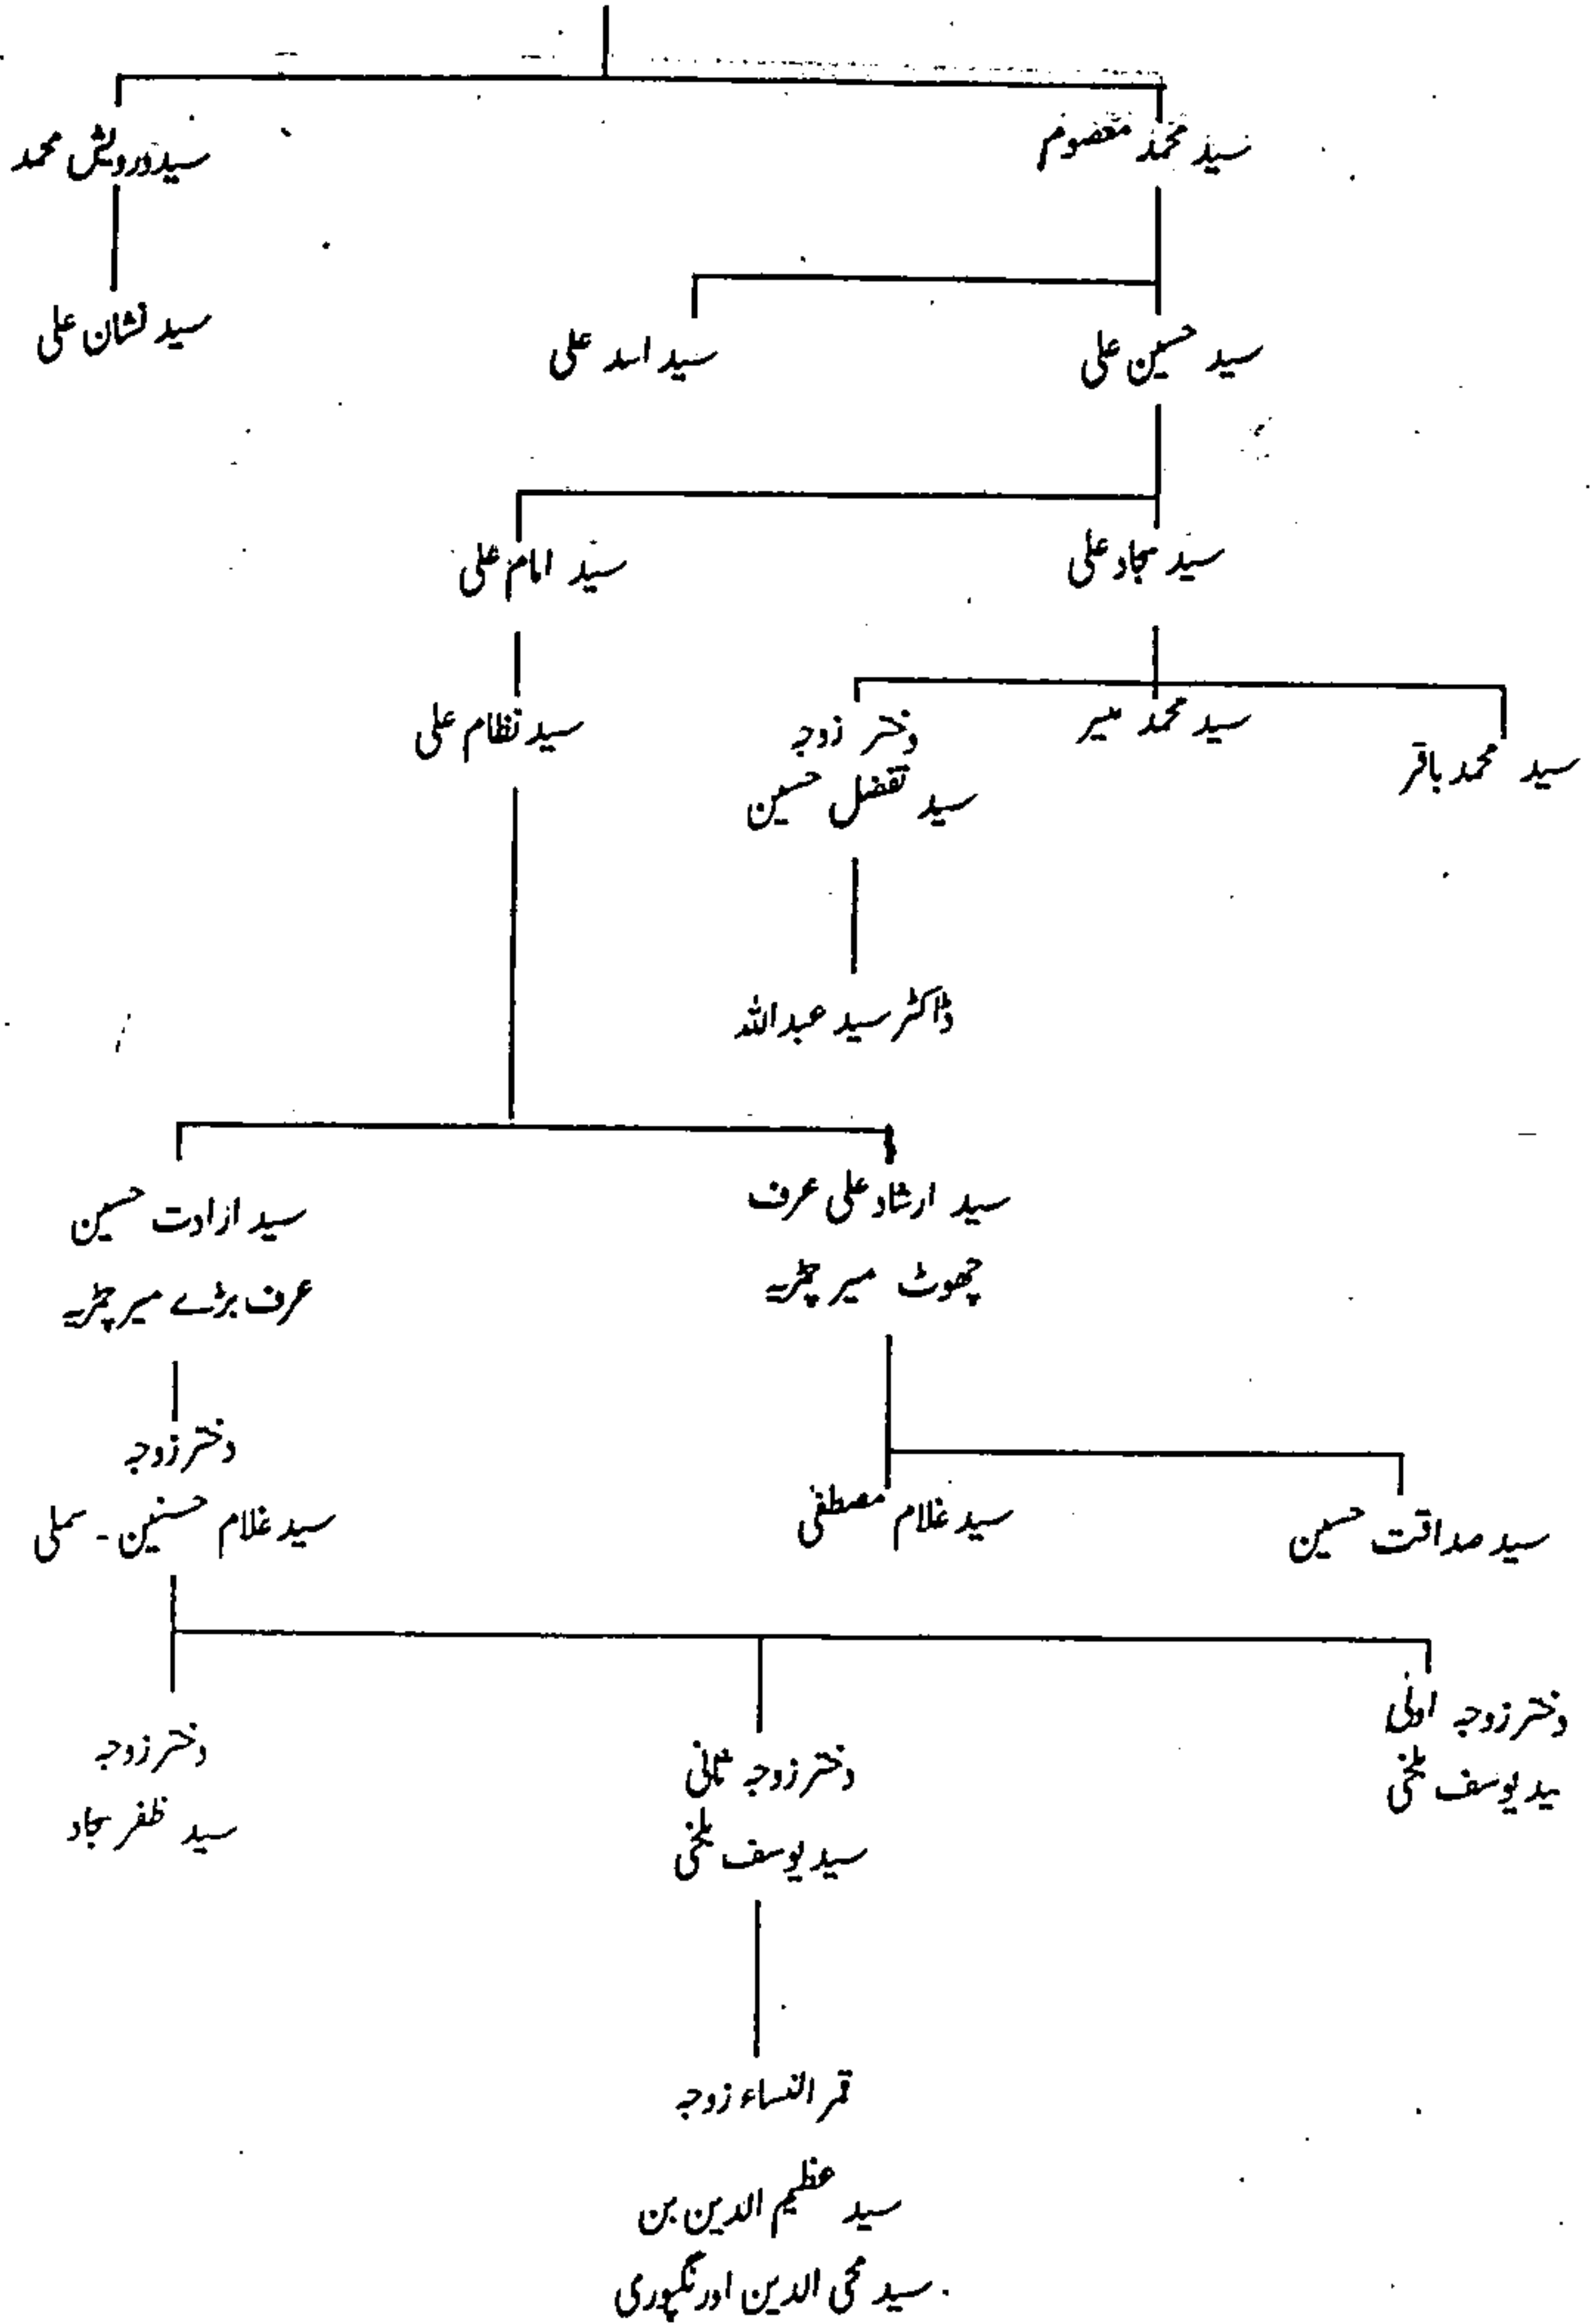 سید محمد معصوم
سید درویش محمد
سید حسین علی
سید اسد علی
سید نشان علی
سید سجاد علی
سید امام علی
سید محمد باقر
سید محمد میر
دختر زوجہ
سید تفضل حسین
سید نظام علی
ڈاکٹر سید عبداللہ
سید ارشاد علی عرف
چھوٹ میر چڑیہ
سید ارادت حسین
عرف بڑے میر چڑیہ
سید صداقت حسین
سید غلام مصطفٰی
دختر زوجہ
سید غلام حسنین - سملی
دختر زوجہ اولٰی
سید یوسف بلخی
دختر زوجہ ثانی
سید یوسف بلخی
دختر زوجہ
سید ظفر سجاد
قمر النساء زوجہ
سید عظیم الدین بن
سید محی الدین